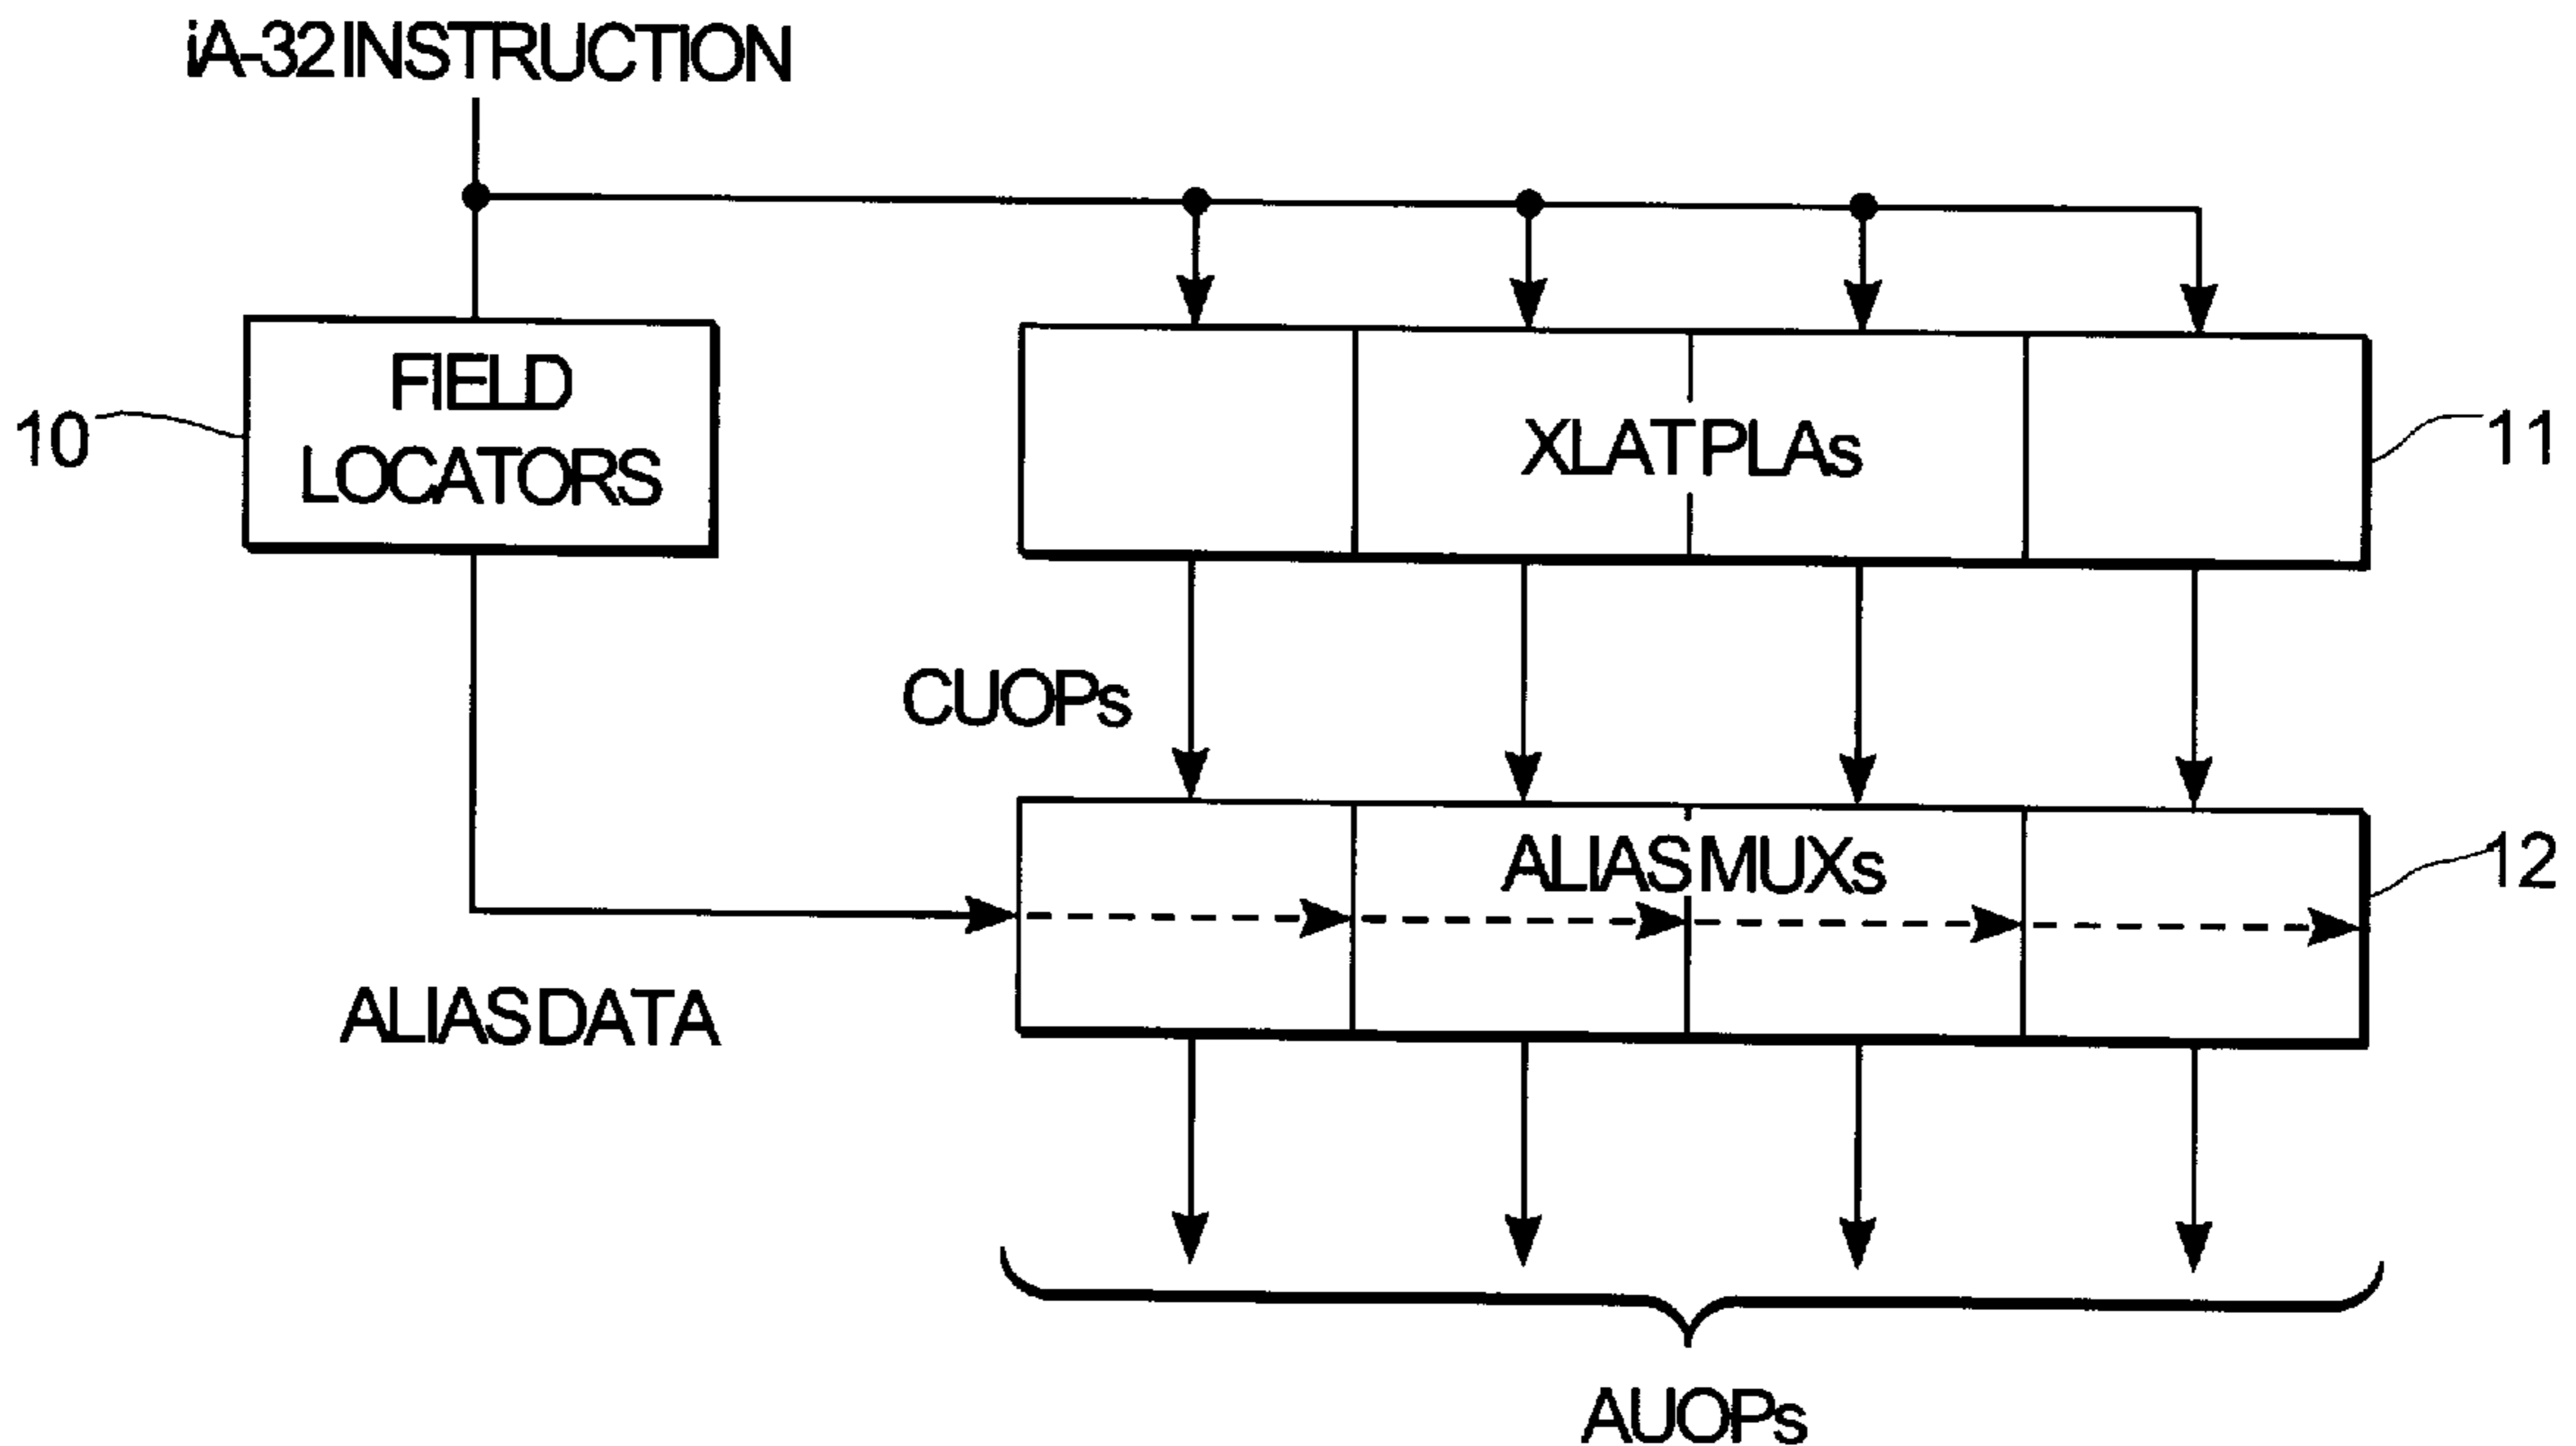 iA-32 INSTRUCTION
FIELD
LOCATORS
10
XLAT PLAs
11
CUOPs
ALIAS MUXs
12
ALIAS DATA
AUOPs